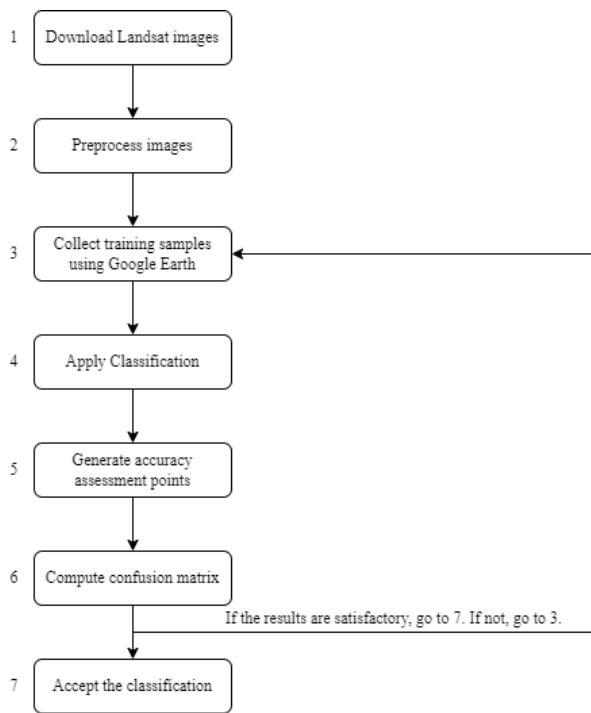 1 Download Landsat images
2 Preprocess images
3 Collect training samples
using Google Earth
4 Apply Classification
5 Generate accuracy
assessment points
6 Compute confusion matrix
If the results are satisfactory, go to 7. If not, go to 3.
7 Accept the classification